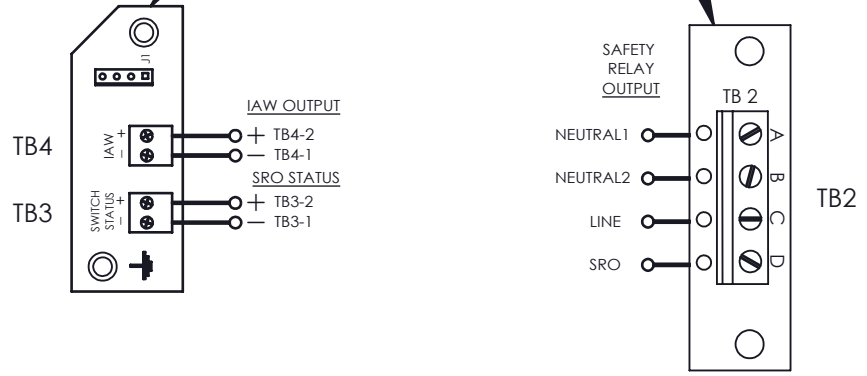 J1
TB4
IAW
+
−
IAW OUTPUT
+ TB4-2
− TB4-1
TB3
SWITCH
STATUS
+
−
SRO STATUS
+ TB3-2
− TB3-1
SAFETY
RELAY
OUTPUT
TB 2
NEUTRAL1
A
NEUTRAL2
B
LINE
C
SRO
D
TB2